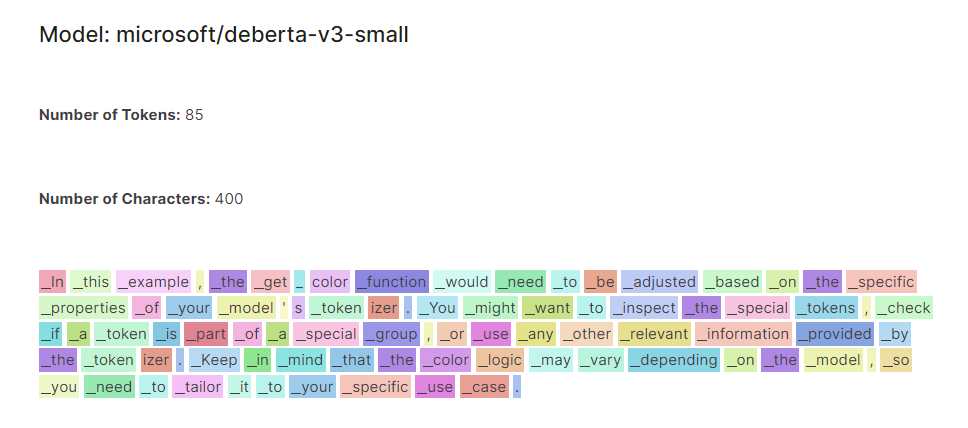 Model: microsoft/deberta-v3-small
Number of Tokens: 85
Number of Characters: 400
_In _this _example , _the _get _ color _function _would _need _to _be _adjusted _based _on _the _specific
_properties _of _your _model ' s _token izer . _You _might _want _to _inspect _the _special _tokens , _check
_if _a _token _is _part _of _a _special _group , _or _use _any _other _relevant _information _provided _by
_the _token izer . _Keep _in _mind _that _the _color _logic _may _vary _depending _on _the _model , _so
_you _need _to _tailor _it _to _your _specific _use _case .